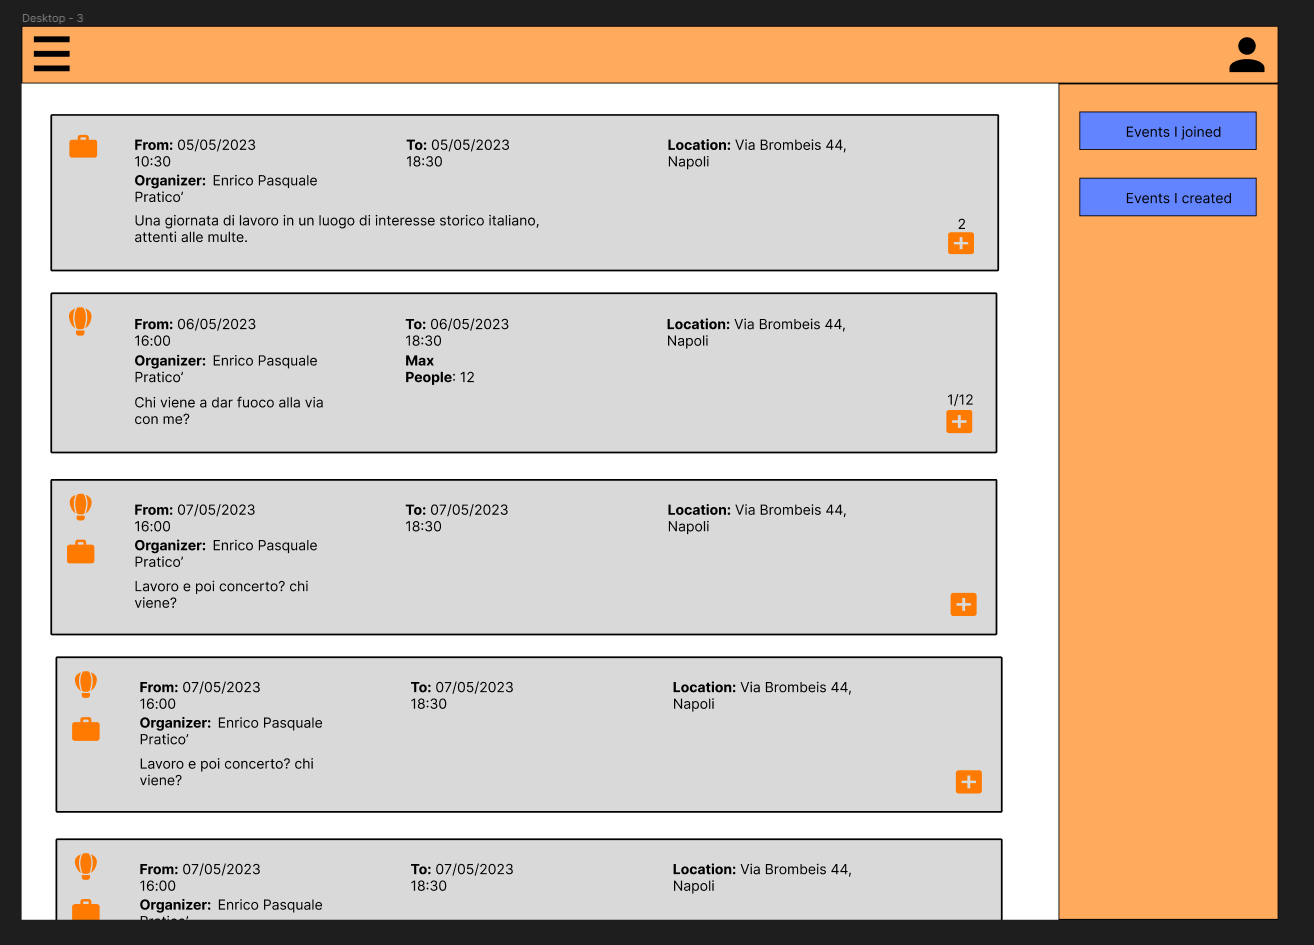 Desktop - 3
Events I joined
Events I created
From: 05/05/2023
10:30
To: 05/05/2023
18:30
Location: Via Brombeis 44,
Napoli
Organizer: Enrico Pasquale
Pratico’
Una giornata di lavoro in un luogo di interesse storico italiano,
attenti alle multe.
2
From: 06/05/2023
16:00
To: 06/05/2023
18:30
Location: Via Brombeis 44,
Napoli
Organizer: Enrico Pasquale
Pratico’
Max
People: 12
Chi viene a dar fuoco alla via
con me?
1/12
From: 07/05/2023
16:00
To: 07/05/2023
18:30
Location: Via Brombeis 44,
Napoli
Organizer: Enrico Pasquale
Pratico’
Lavoro e poi concerto? chi
viene?
From: 07/05/2023
16:00
To: 07/05/2023
18:30
Location: Via Brombeis 44,
Napoli
Organizer: Enrico Pasquale
Pratico’
Lavoro e poi concerto? chi
viene?
From: 07/05/2023
16:00
To: 07/05/2023
18:30
Location: Via Brombeis 44,
Napoli
Organizer: Enrico Pasquale
Pratico’